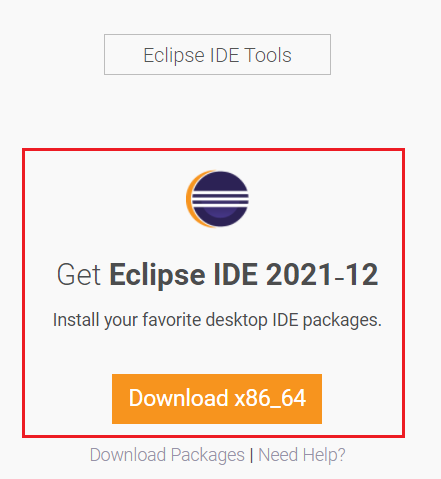 Eclipse IDE Tools
Get Eclipse IDE 2021-12
Install your favorite desktop IDE packages.
Download x86_64
Download Packages | Need Help?